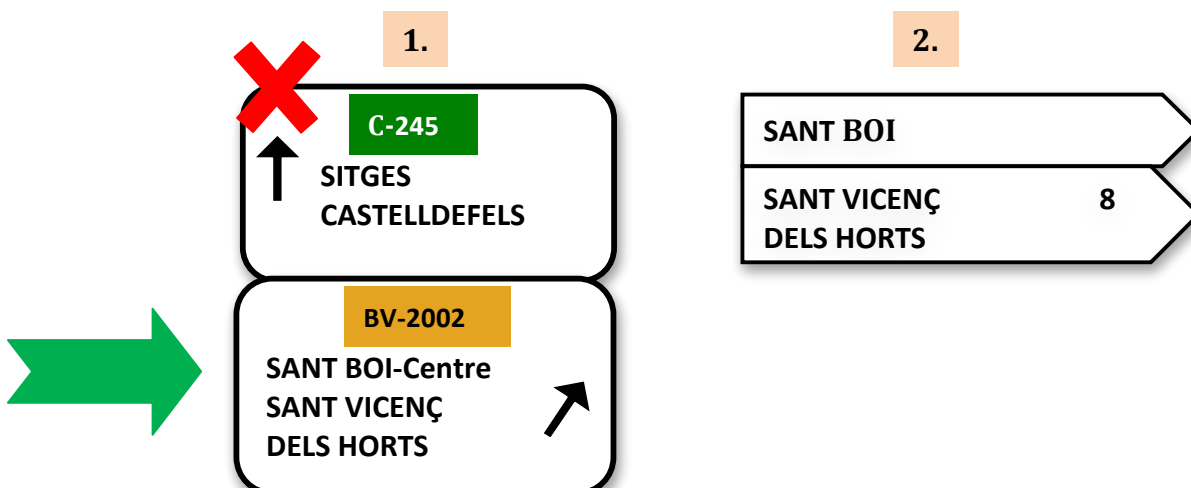 1.
C-245
SITGES
CASTELLDEFELS
BV-2002
SANT BOI-Centre
SANT VICENÇ
DELS HORTS
2.
SANT BOI
SANT VICENÇ 8
DELS HORTS